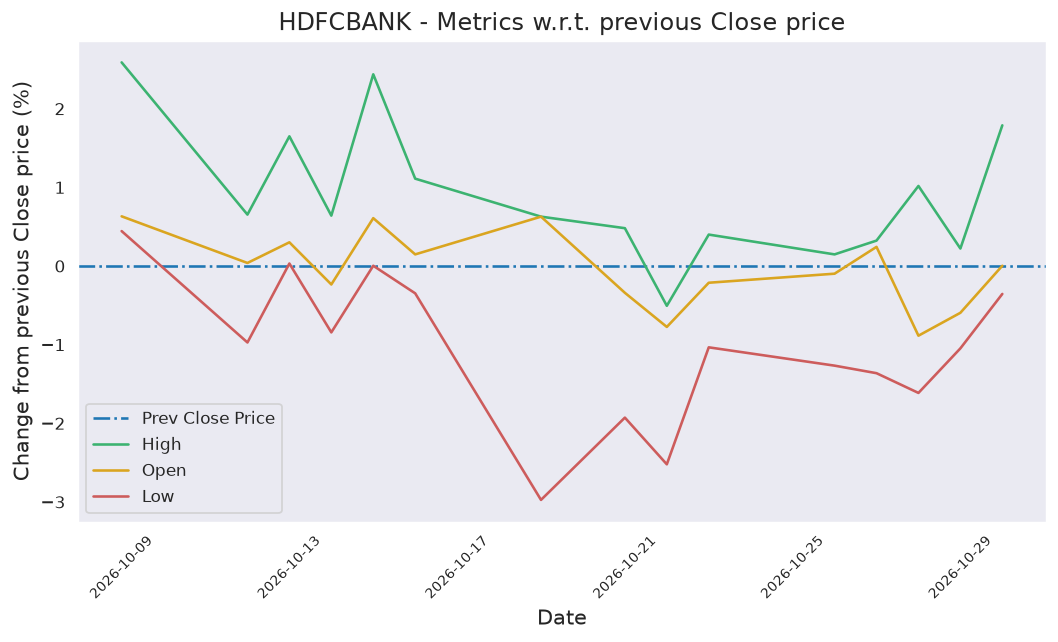 HDFCBANK - Metrics w.r.t. previous Close price
Change from previous Close price (%)
2
1
0
−1
−2
−3
Prev Close Price
High
Open
Low
2026-10-09
2026-10-13
2026-10-17
2026-10-21
2026-10-25
2026-10-29
Date